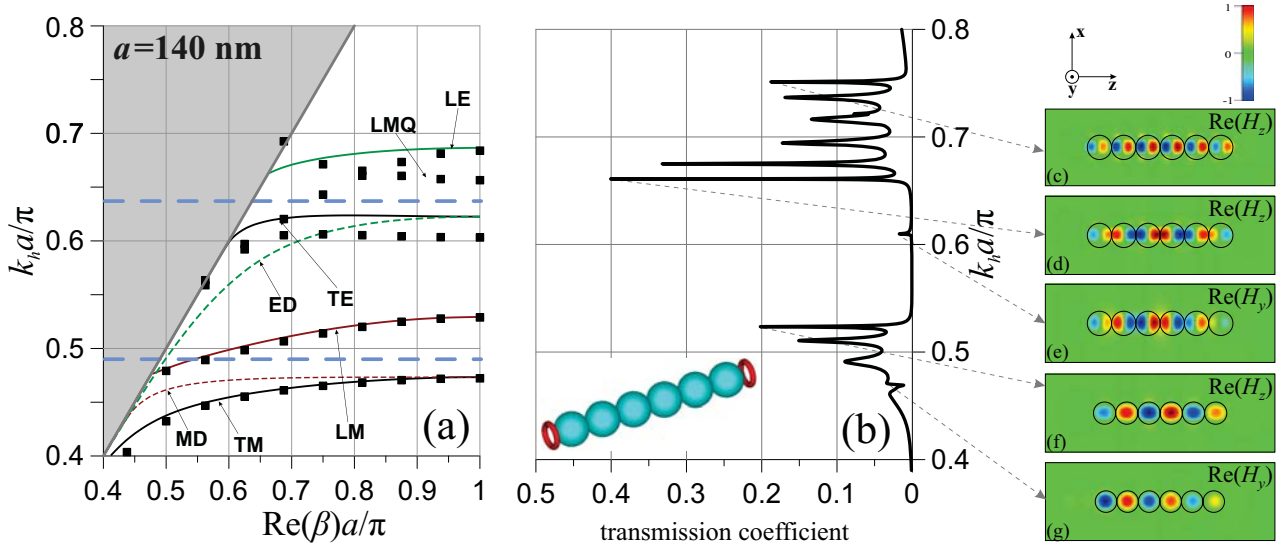 (a)
a=140 nm
k_h a/π
0.8
0.7
0.6
0.5
0.4
LE
LMQ
ED
TE
MD
TM
LM
0.4
0.5
0.6
0.7
0.8
0.9
1
Re(β)a/π
(b)
0.8
0.7
0.6
0.5
0.4
k_h a/π
0.5
0.4
0.3
0.2
0.1
0
transmission coefficient
x
y
z
1
0
-1
Re(H_z)
(c)
Re(H_z)
(d)
Re(H_y)
(e)
Re(H_z)
(f)
Re(H_y)
(g)